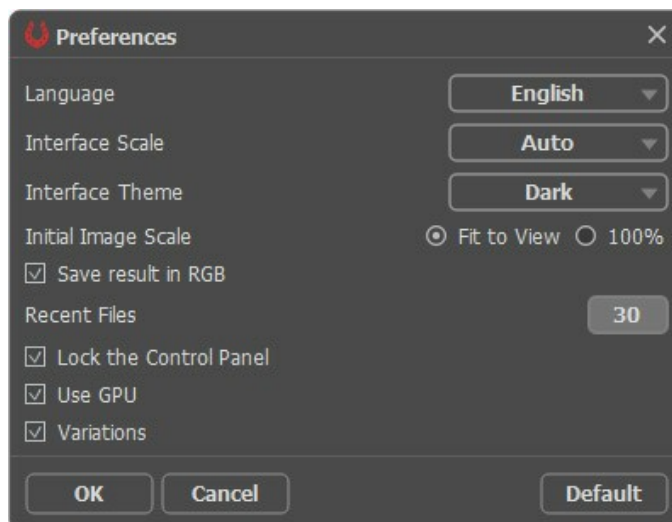 Preferences
Language English
Interface Scale Auto
Interface Theme Dark
Initial Image Scale Fit to View 100%
Save result in RGB
Recent Files 30
Lock the Control Panel
Use GPU
Variations
OK Cancel Default